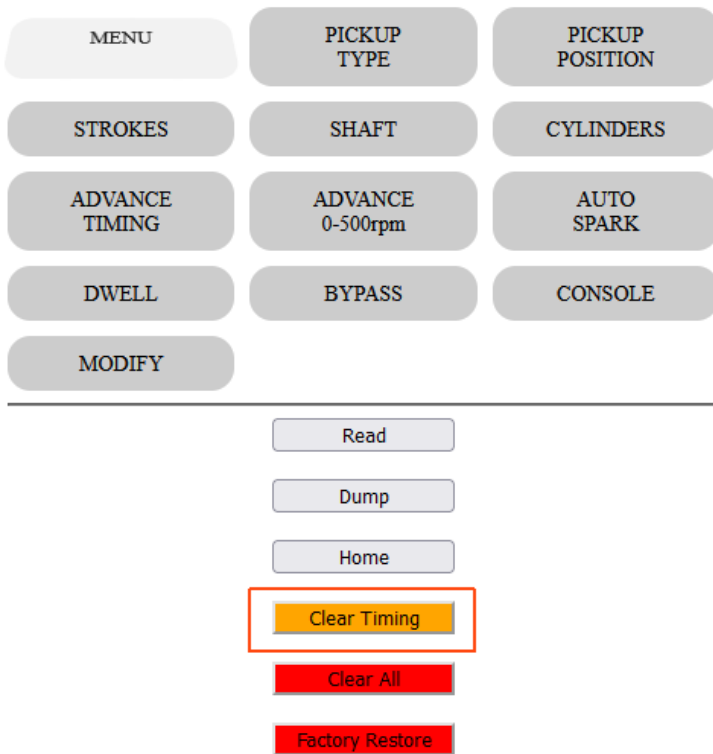 MENU
PICKUP
TYPE
PICKUP
POSITION
STROKES
SHAFT
CYLINDERS
ADVANCE
TIMING
ADVANCE
0-500rpm
AUTO
SPARK
DWELL
BYPASS
CONSOLE
MODIFY
Read
Dump
Home
Clear Timing
Clear All
Factory Restore